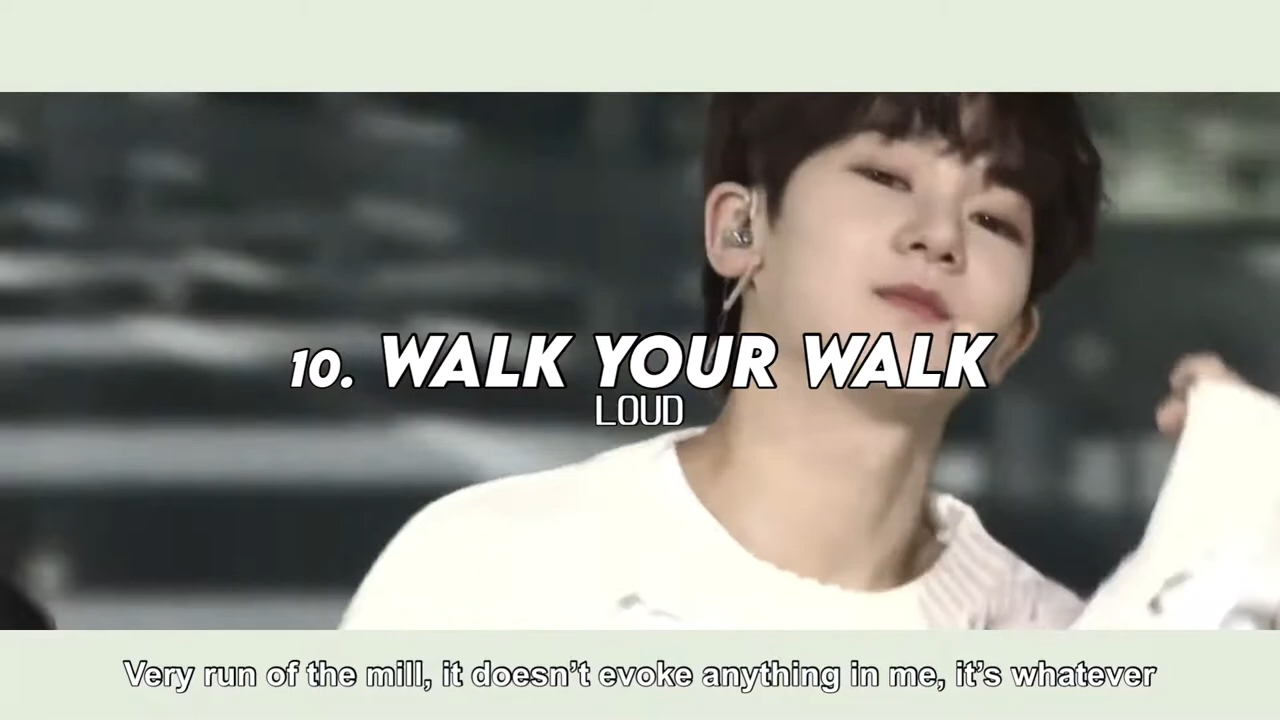 10. WALK YOUR WALK
LOUD
Very run of the mill, it doesn't evoke anything in me, it's whatever